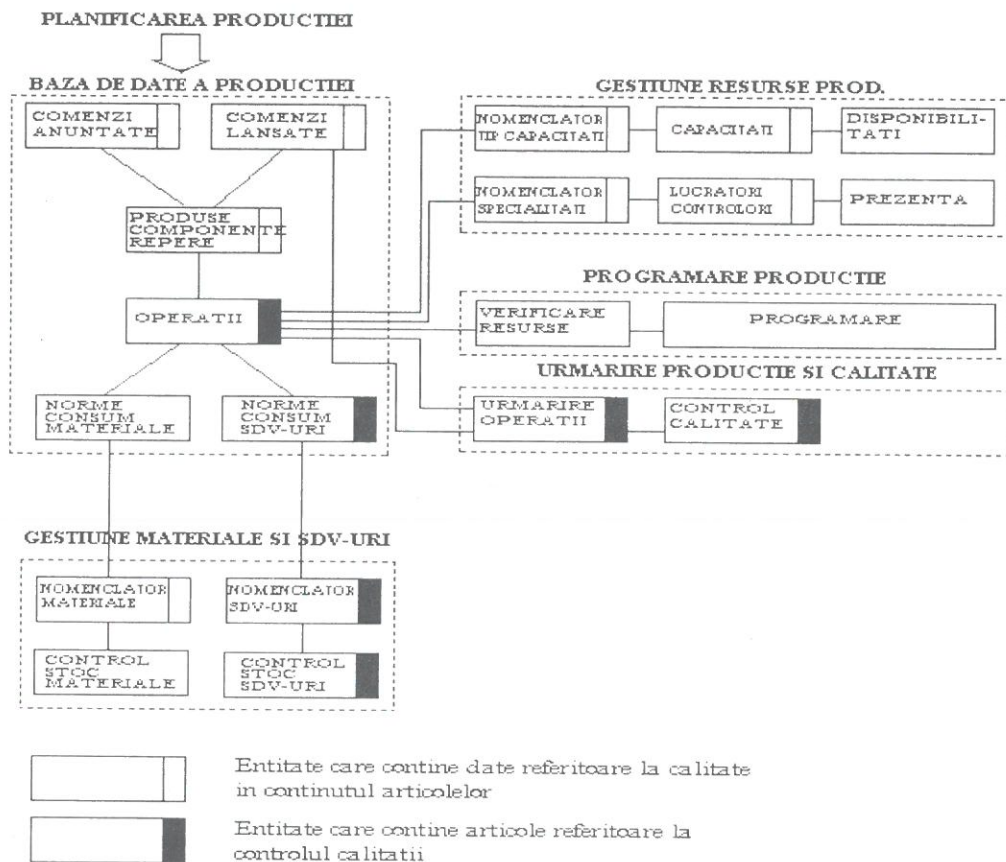 PLANIFICAREA PRODUCTIEI
BAZA DE DATE A PRODUCTIEI
COMENZI
ANUNTATE
COMENZI
LANSATE
PRODUSE
COMPONENTE
REPERE
OPERATII
NORME
CONSUM
MATERIALE
NORME
CONSUM
SDV-URI
GESTIUNE RESURSE PROD.
NOMENCLATOR
TIP CAPACITATI
CAPACITATI
DISPONIBILI-
TATI
NOMENCLATOR
SPECIALITATI
LUCRATORI
CONTROLORI
PREZENTA
PROGRAMARE PRODUCTIE
VERIFICARE
RESURSE
PROGRAMARE
URMARIRE PRODUCTIE SI CALITATE
URMARIRE
OPERATII
CONTROL
CALITATE
GESTIUNE MATERIALE SI SDV-URI
NOMENCLATOR
MATERIALE
NOMENCLATOR
SDV-URI
CONTROL
STOC
MATERIALE
CONTROL
STOC
SDV-URI
Entitate care contine date referitoare la calitate
in continutul articolelor
Entitate care contine articole referitoare la
controlul calitatii